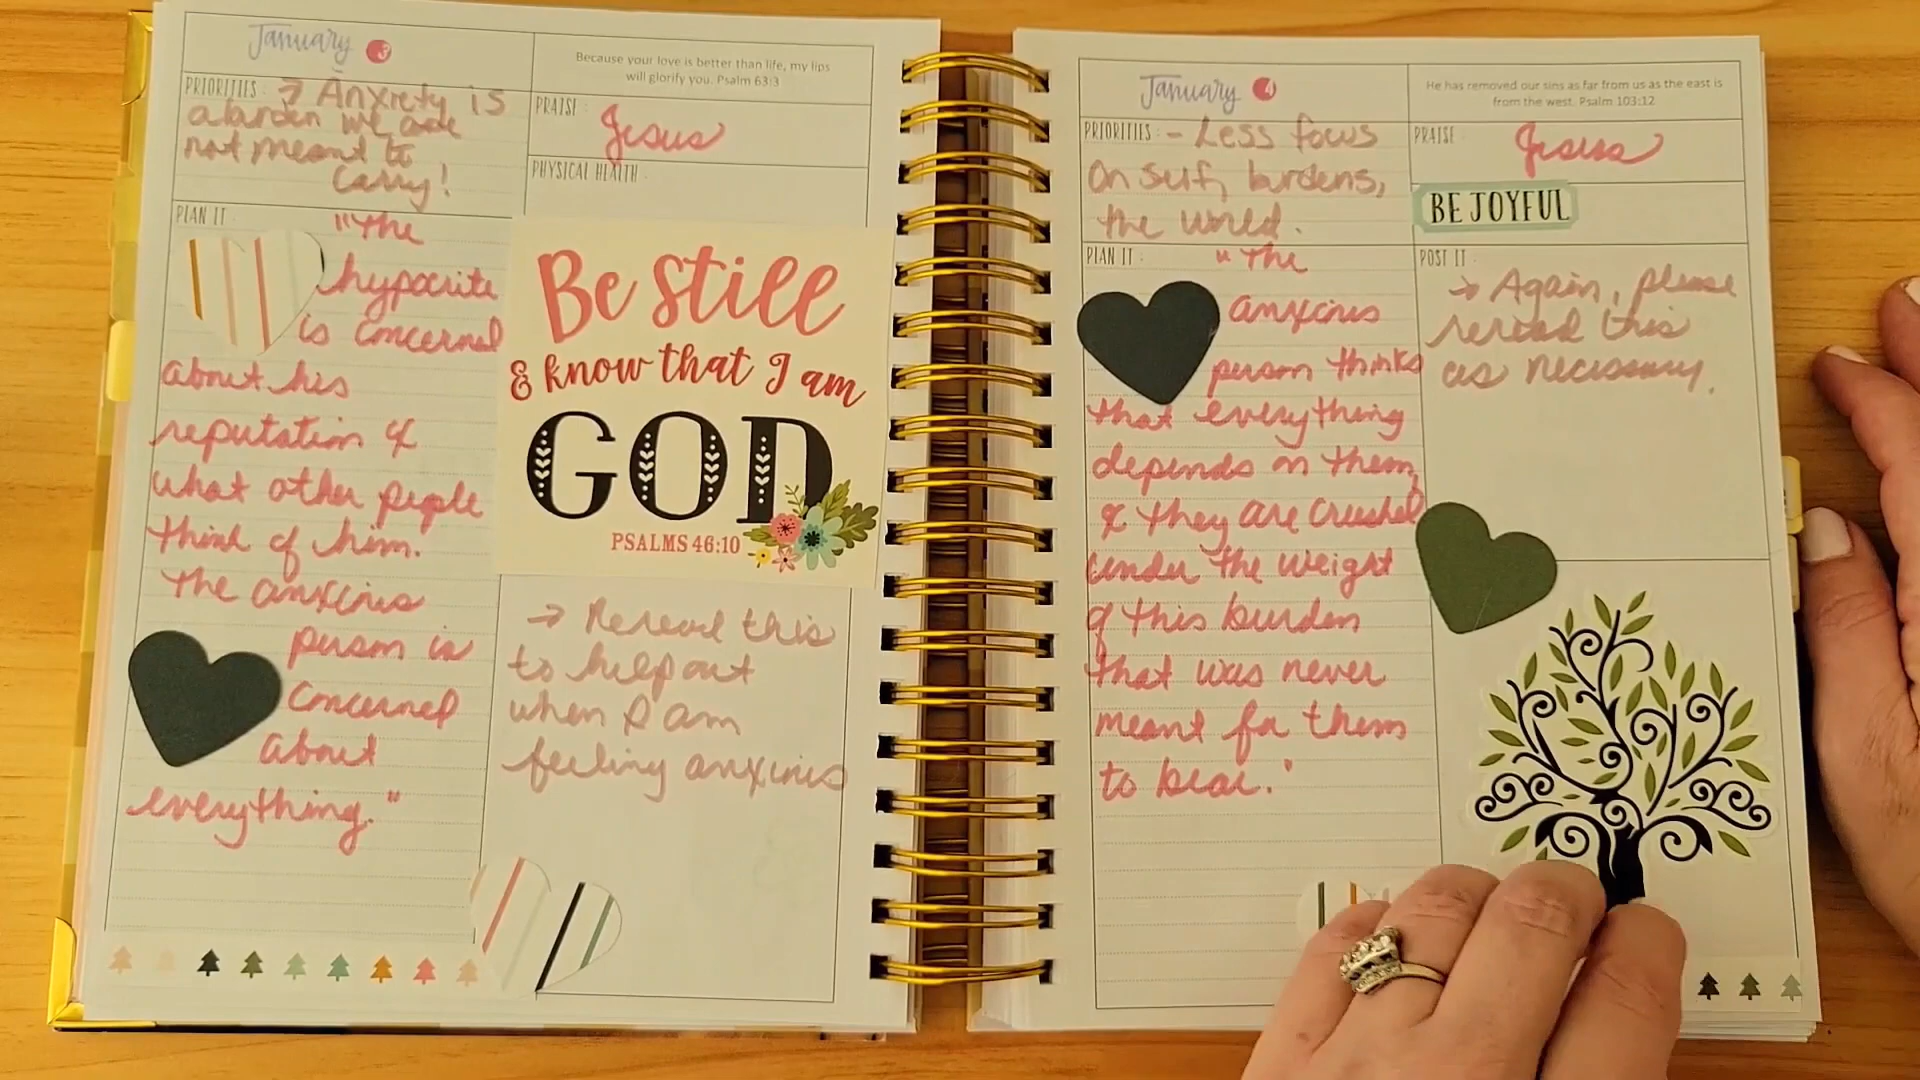 January 3
Because your love is better than life, my lips
will glorify you. Psalm 63:3
PRIORITIES : → Anxiety is
a burden we are
not meant to
carry!
PRAISE : Jesus
PHYSICAL HEALTH :
PLAN IT : "The
hypocrite
is concerned
about his
reputation &
what other people
think of him.
The anxious
person is
concerned
about
everything."
Be still
& know that I am
GOD
PSALMS 46:10
→ Reread this
to help out
when I am
feeling anxious
January 4
He has removed our sins as far from us as the east is
from the west. Psalm 103:12
PRIORITIES : - Less focus
on self, burdens,
the world.
PRAISE : Jesus
BE JOYFUL
PLAN IT : "The
anxious
person thinks
that everything
depends on them,
& they are crushed
under the weight
of this burden
that was never
meant for them
to bear."
POST IT :
→ Again, please
reread this
as necessary.